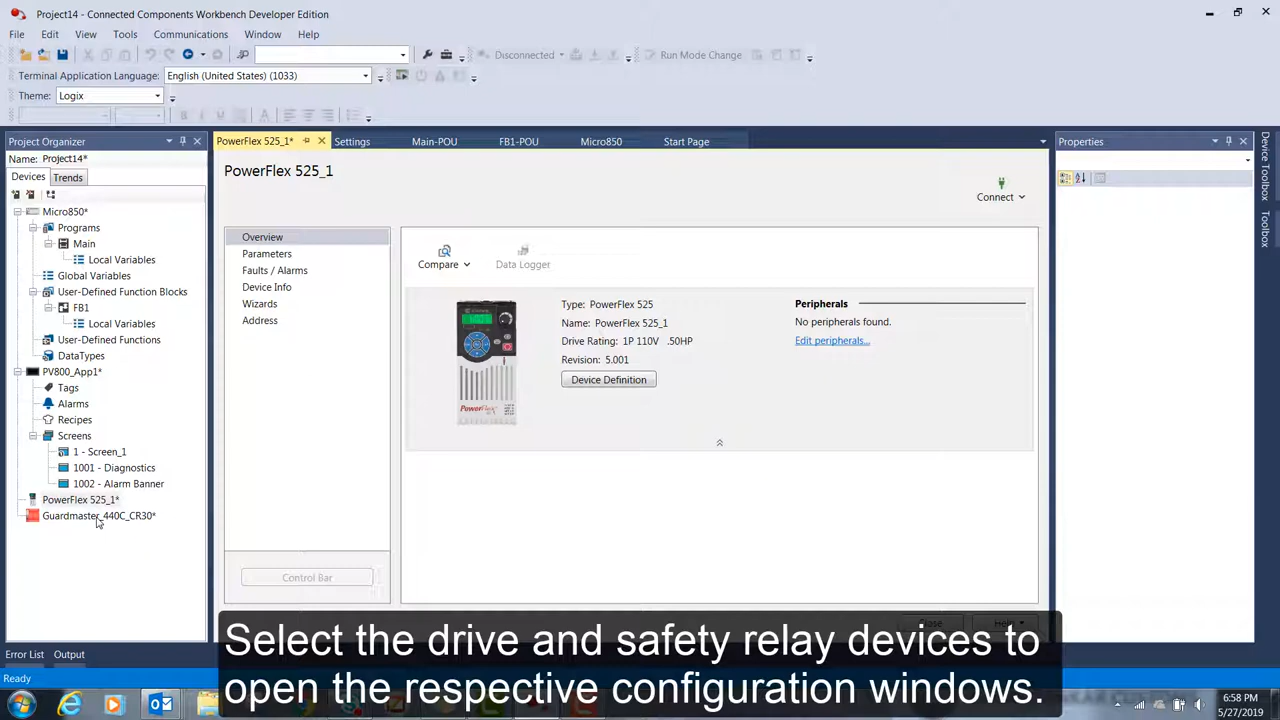 Project14 - Connected Components Workbench Developer Edition
File Edit View Tools Communications Window Help
Disconnected Run Mode Change
Terminal Application Language: English (United States) (1033)
Theme: Logix
Project Organizer
Name: Project14*
Devices Trends
Micro850*
Programs
Main
Local Variables
Global Variables
User-Defined Function Blocks
FB1
Local Variables
User-Defined Functions
DataTypes
PV800_App1*
Tags
Alarms
Recipes
Screens
1 - Screen_1
1001 - Diagnostics
1002 - Alarm Banner
PowerFlex 525_1*
Guardmaster_440C_CR30*
PowerFlex 525_1* Settings Main-POU FB1-POU Micro850 Start Page
PowerFlex 525_1
Connect
Overview
Parameters
Faults / Alarms
Device Info
Wizards
Address
Control Bar
Compare Data Logger
Type: PowerFlex 525
Name: PowerFlex 525_1
Drive Rating: 1P 110V .50HP
Revision: 5.001
Device Definition
Peripherals
No peripherals found.
Edit peripherals...
Close Help
Properties
Device Toolbox
Toolbox
Error List Output
Ready
Select the drive and safety relay devices to
open the respective configuration windows.
6:58 PM
5/27/2019